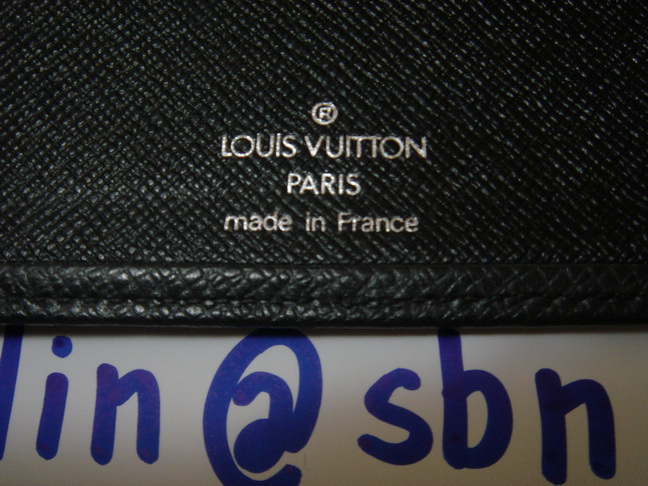 ®
LOUIS VUITTON
PARIS
made in France
lin@sbn